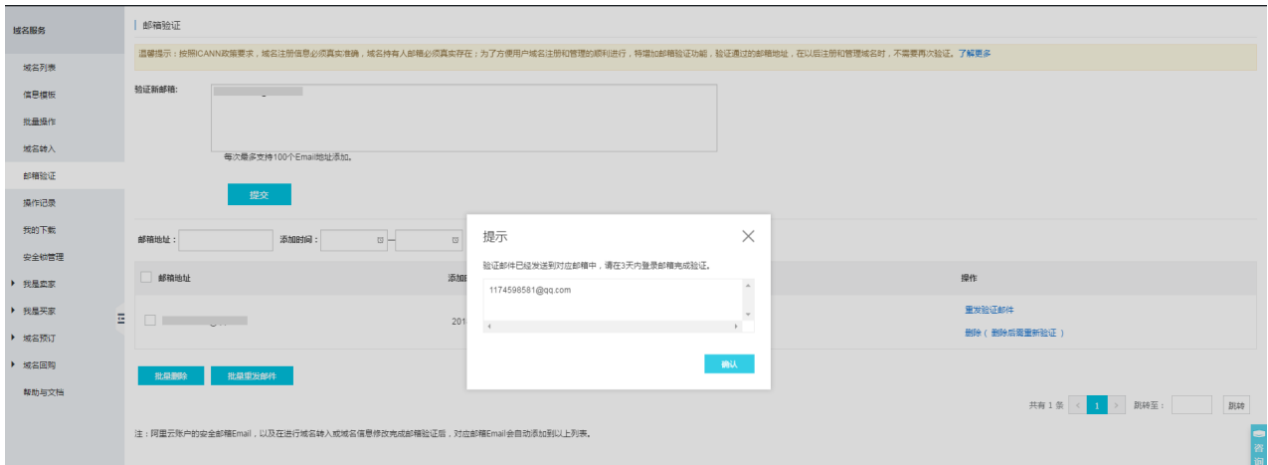 域名服务
域名列表
信息模板
批量操作
域名转入
邮箱验证
操作记录
我的下载
安全锁管理
我是卖家
我是买家
域名预订
域名团购
帮助与文档
邮箱验证
温馨提示：按照ICANN政策要求，域名注册信息必须真实准确，域名持有人邮箱必须真实存在；为了方便用户域名注册和管理的顺利进行，特增加邮箱验证功能，验证通过的邮箱地址，在以后注册和管理域名时，不需要再次验证。了解更多
验证新邮箱:
每次最多支持100个Email地址添加。
提交
邮箱地址： 添加时间： —
邮箱地址 添加 操作
201 重发验证邮件
删除（ 删除后需重新验证 ）
提示
验证邮件已经发送到对应邮箱中，请在3天内登录邮箱完成验证。
1174598581@qq.com
确认
批量删除 批量重发邮件
共有 1 条 < 1 > 跳转至： 跳转
注：阿里云账户的安全邮箱Email，以及在进行域名转入或域名信息修改完成邮箱验证后，对应邮箱Email会自动添加到以上列表。
咨询